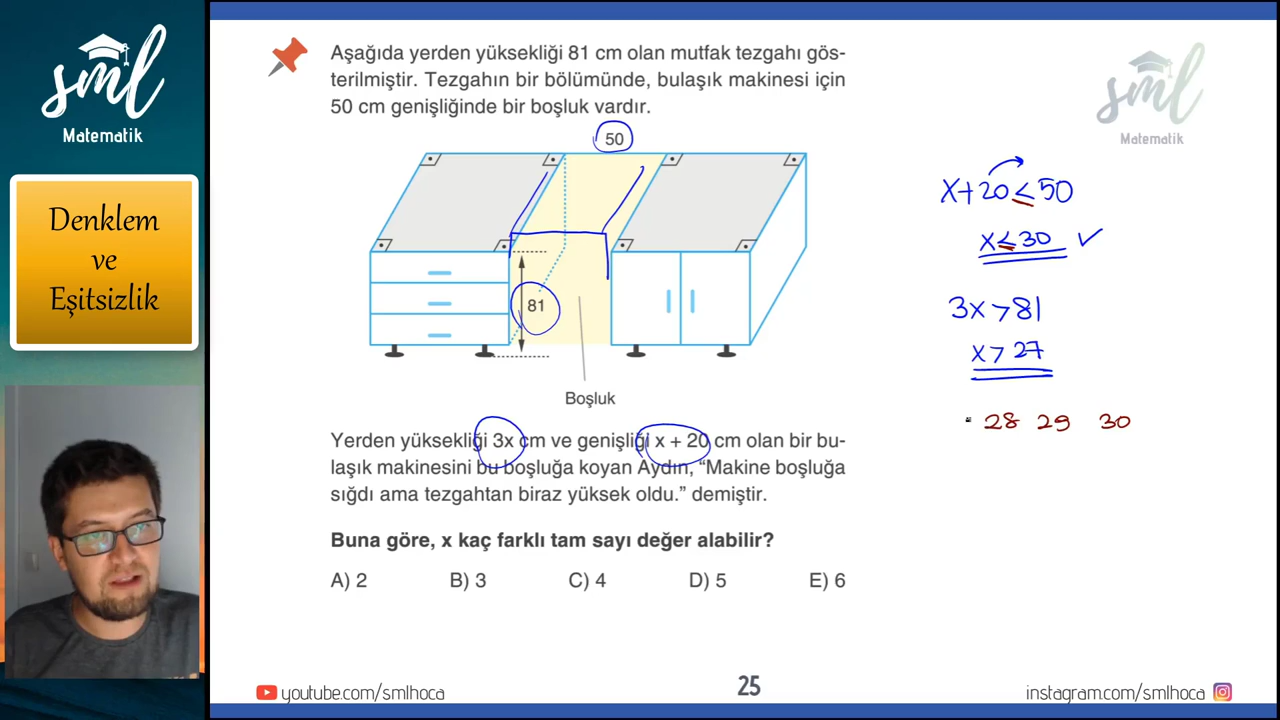 sml
Matematik
Denklem
ve
Eşitsizlik
Aşağıda yerden yüksekliği 81 cm olan mutfak tezgahı gös-
terilmiştir. Tezgahın bir bölümünde, bulaşık makinesi için
50 cm genişliğinde bir boşluk vardır.
50
81
Boşluk
Yerden yüksekliği 3x cm ve genişliği x + 20 cm olan bir bu-
laşık makinesini bu boşluğa koyan Aydın, “Makine boşluğa
sığdı ama tezgahtan biraz yüksek oldu.” demiştir.
Buna göre, x kaç farklı tam sayı değer alabilir?
A) 2 B) 3 C) 4 D) 5 E) 6
sml
Matematik
x+20≤50
x≤30 ✓
3x>81
x>27
28 29 30
youtube.com/smlhoca
25
instagram.com/smlhoca